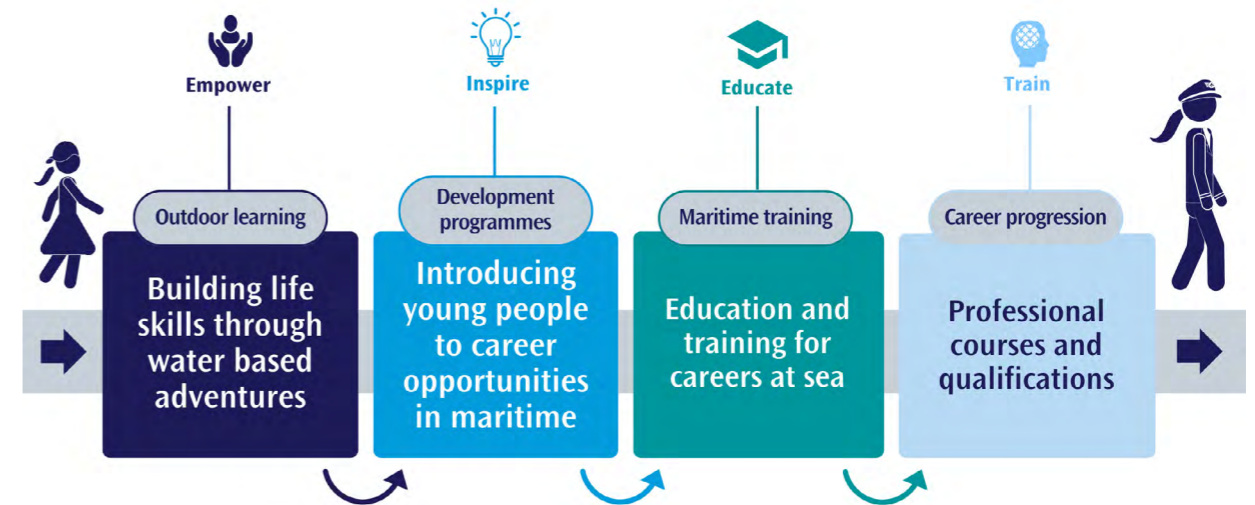 Empower
Outdoor learning
Building life
skills through
water based
adventures
Inspire
Development
programmes
Introducing
young people
to career
opportunities
in maritime
Educate
Maritime training
Education and
training for
careers at sea
Train
Career progression
Professional
courses and
qualifications